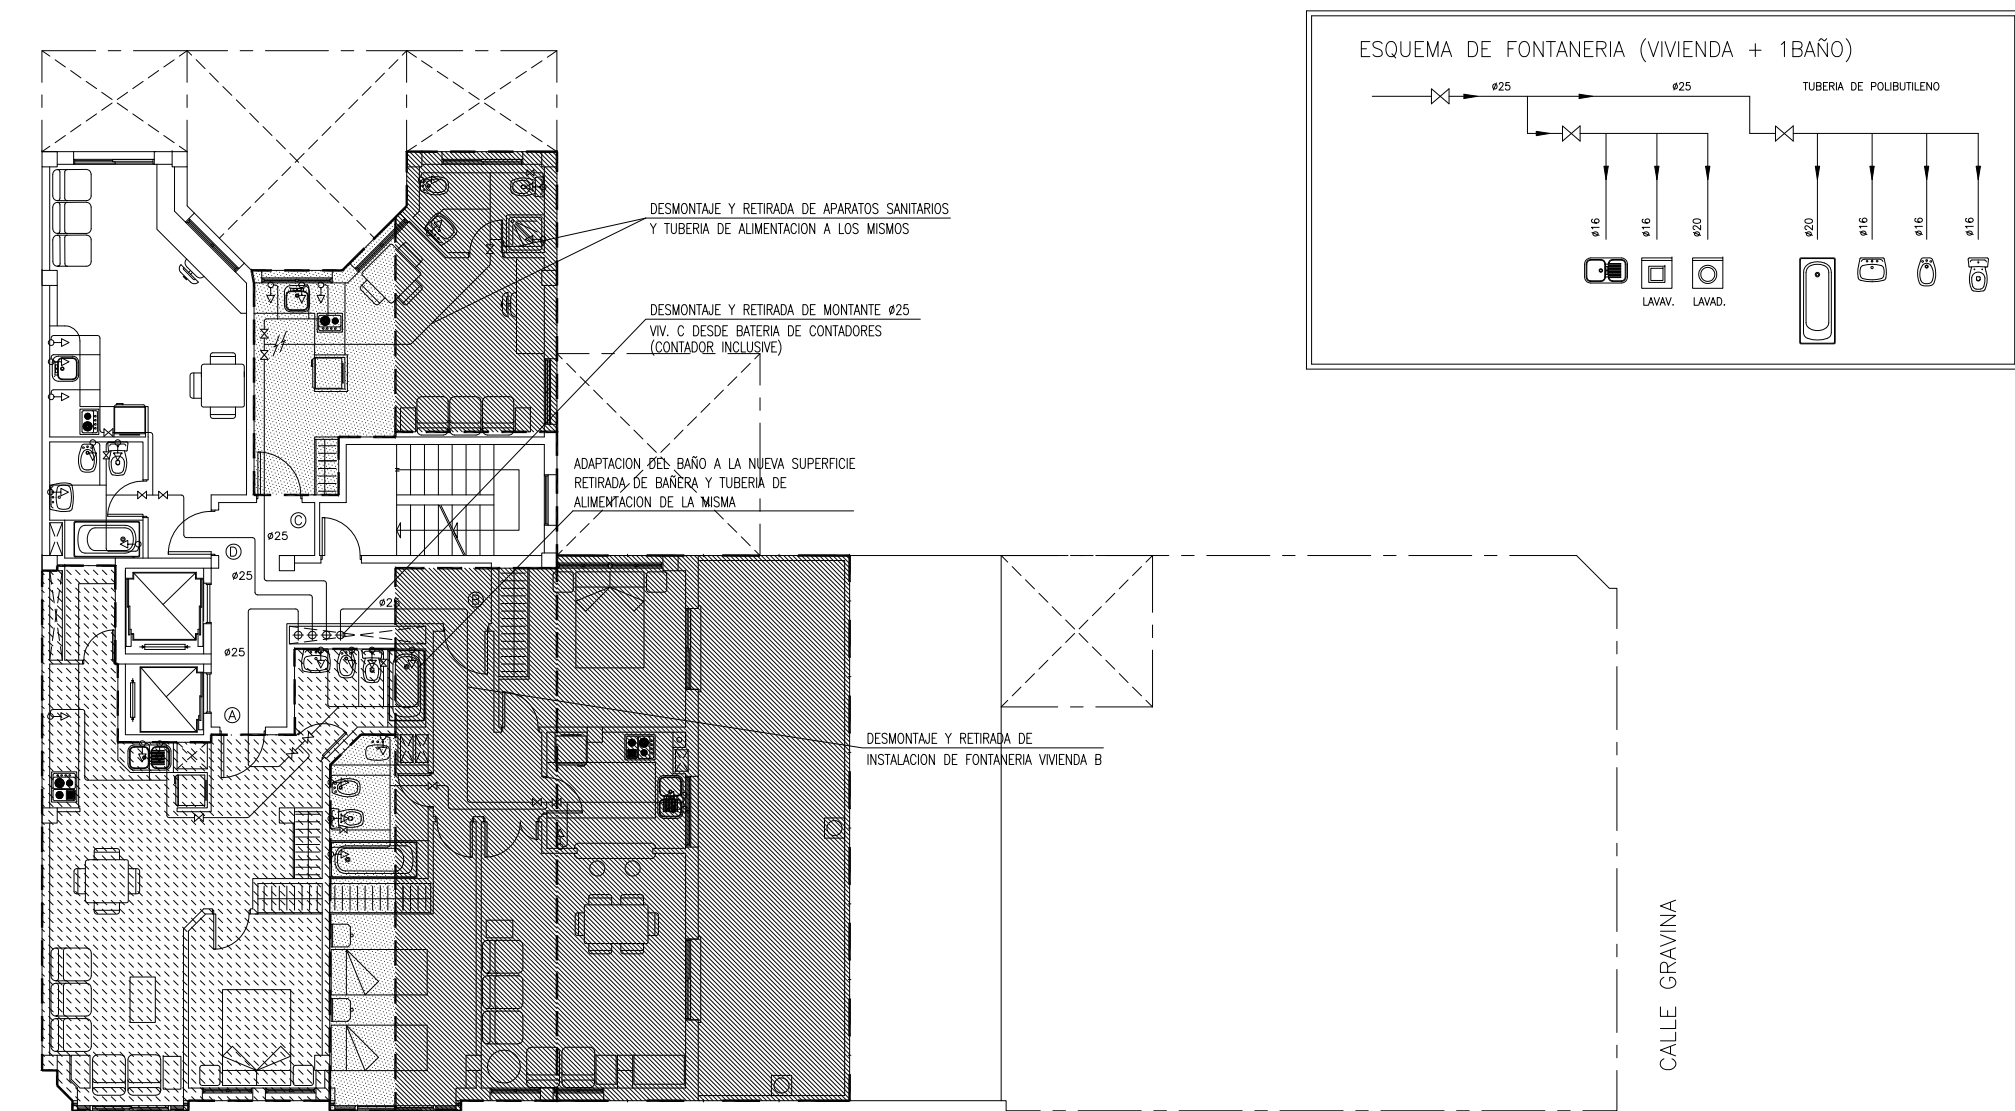 ESQUEMA DE FONTANERIA (VIVIENDA + 1BAÑO)
ø25
ø25
TUBERIA DE POLIBUTILENO
ø16
ø16
ø20
ø20
ø16
ø16
ø16
LAVAV.
LAVAD.
DESMONTAJE Y RETIRADA DE APARATOS SANITARIOS
Y TUBERIA DE ALIMENTACION A LOS MISMOS
DESMONTAJE Y RETIRADA DE MONTANTE ø25
VIV. C DESDE BATERIA DE CONTADORES
(CONTADOR INCLUSIVE)
ADAPTACION DEL BAÑO A LA NUEVA SUPERFICIE
RETIRADA DE BAÑERA Y TUBERIA DE
ALIMENTACION DE LA MISMA
C
ø25
D
ø25
ø25
B
ø25
A
DESMONTAJE Y RETIRADA DE
INSTALACION DE FONTANERIA VIVIENDA B
CALLE GRAVINA